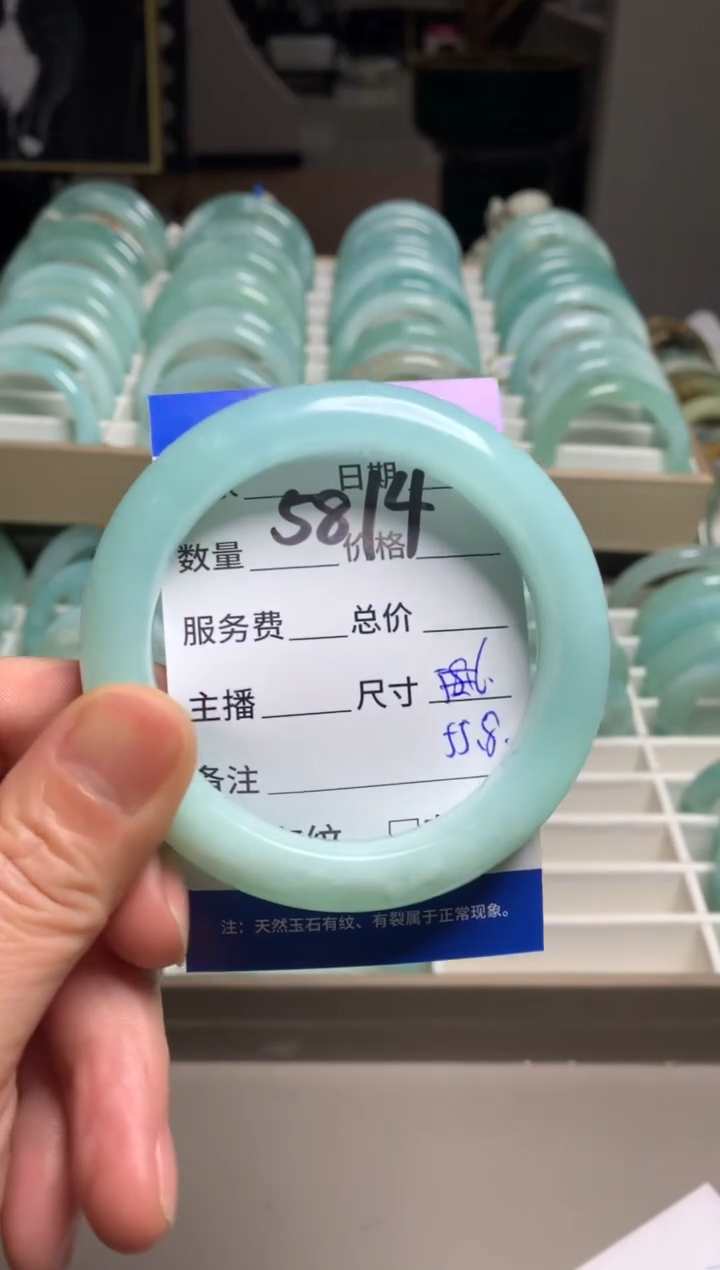 日期
5814
数量 价格
服务费 总价
主播 尺寸
55.8
备注
注：天然玉石有纹、有裂属于正常现象。